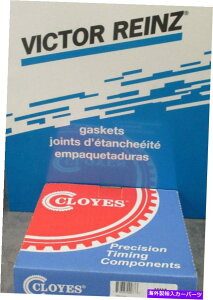 VICTOR REINZ
gaskets
joints d'étanchéité
empaquetaduras
CLOYES
Precision
Timing
Components
CLOYES
海外製輸入カーパーツ